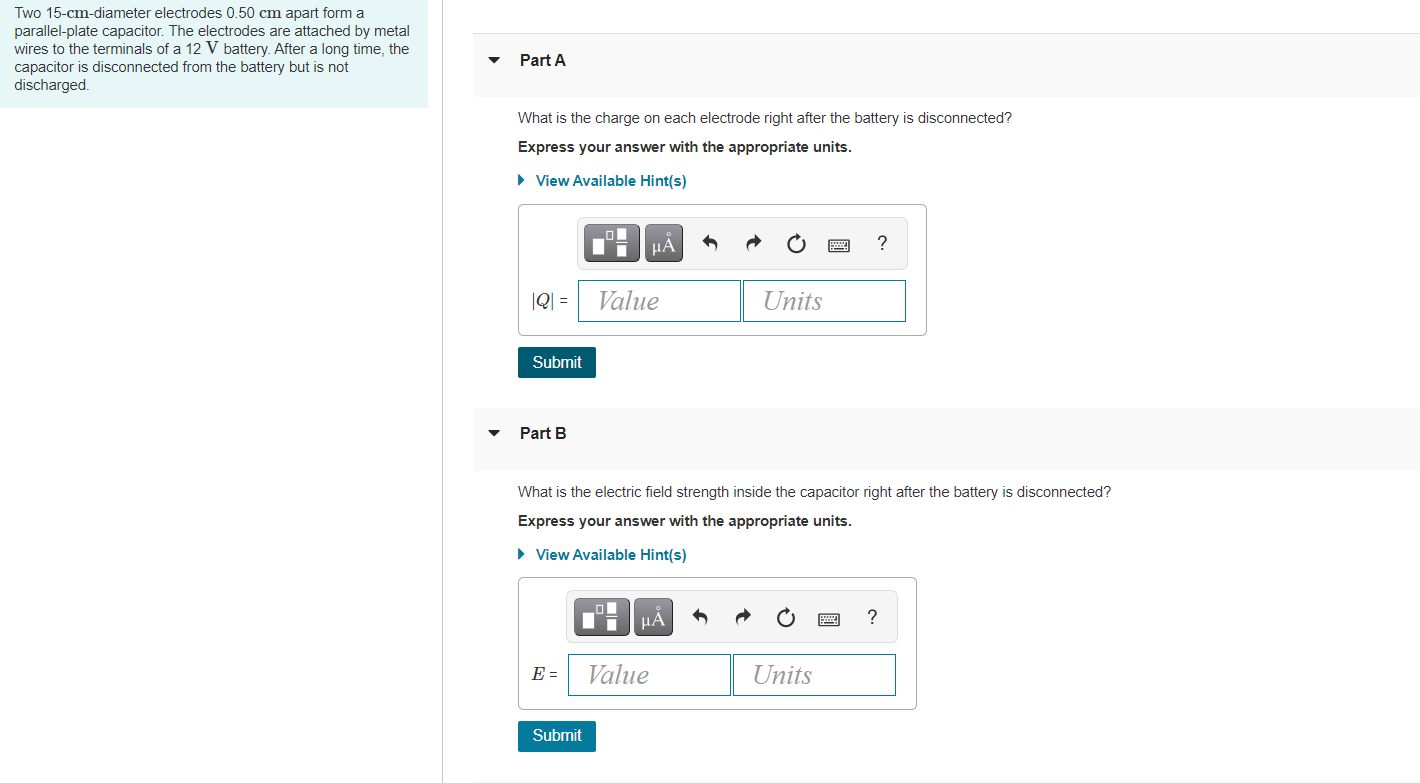 Two 15-cm-diameter electrodes 0.50 cm apart form a
parallel-plate capacitor. The electrodes are attached by metal
wires to the terminals of a 12 V battery. After a long time, the
capacitor is disconnected from the battery but is not
discharged.
Part A
What is the charge on each electrode right after the battery is disconnected?
Express your answer with the appropriate units.
View Available Hint(s)
μÅ ?
|Q| = Value Units
Submit
Part B
What is the electric field strength inside the capacitor right after the battery is disconnected?
Express your answer with the appropriate units.
View Available Hint(s)
μÅ ?
E = Value Units
Submit